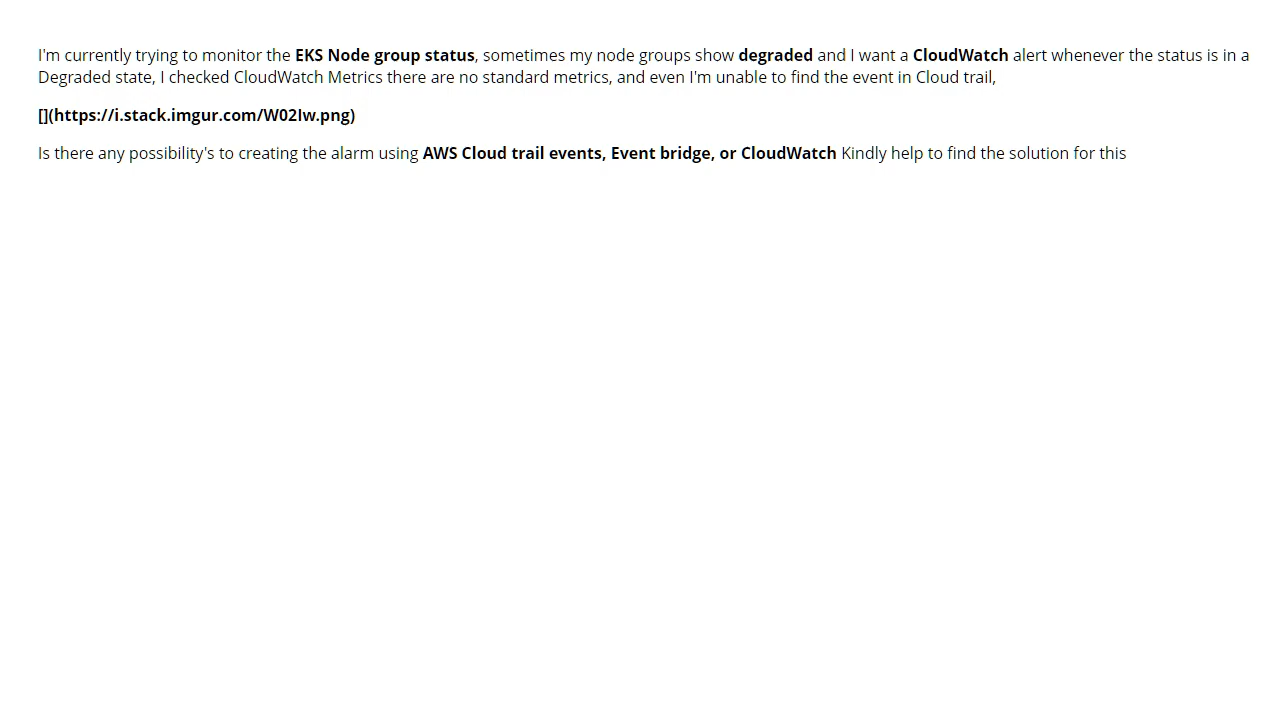 I'm currently trying to monitor the EKS Node group status, sometimes my node groups show degraded and I want a CloudWatch alert whenever the status is in a
Degraded state, I checked CloudWatch Metrics there are no standard metrics, and even I'm unable to find the event in Cloud trail,
[](https://i.stack.imgur.com/W02Iw.png)
Is there any possibility's to creating the alarm using AWS Cloud trail events, Event bridge, or CloudWatch Kindly help to find the solution for this